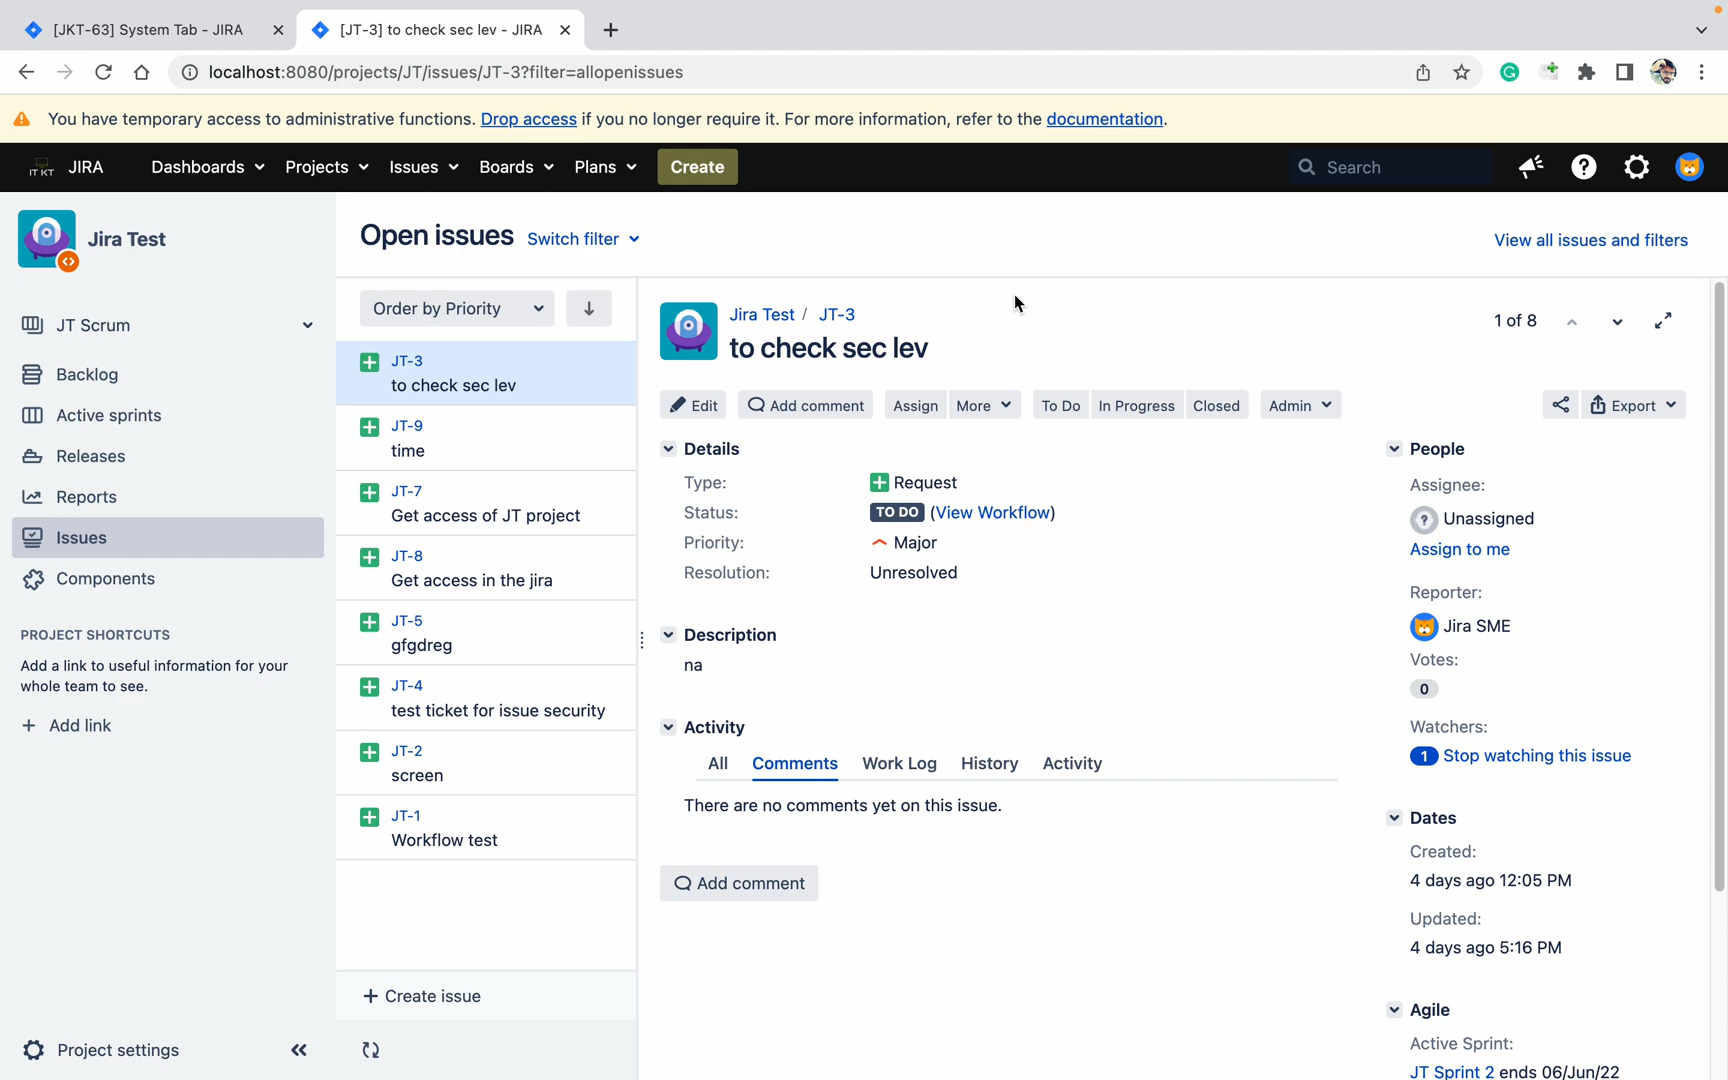 [JKT-63] System Tab - JIRA
[JT-3] to check sec lev - JIRA
localhost:8080/projects/JT/issues/JT-3?filter=allopenissues
You have temporary access to administrative functions. Drop access if you no longer require it. For more information, refer to the documentation.
IT KT JIRA Dashboards Projects Issues Boards Plans Create Search
Jira Test
JT Scrum
Backlog
Active sprints
Releases
Reports
Issues
Components
PROJECT SHORTCUTS
Add a link to useful information for your
whole team to see.
+ Add link
Project settings
Open issues Switch filter
View all issues and filters
Order by Priority
JT-3
to check sec lev
JT-9
time
JT-7
Get access of JT project
JT-8
Get access in the jira
JT-5
gfgdreg
JT-4
test ticket for issue security
JT-2
screen
JT-1
Workflow test
+ Create issue
Jira Test / JT-3
to check sec lev
1 of 8
Edit Add comment Assign More To Do In Progress Closed Admin Export
Details
Type: Request
Status: TO DO (View Workflow)
Priority: Major
Resolution: Unresolved
Description
na
Activity
All Comments Work Log History Activity
There are no comments yet on this issue.
Add comment
People
Assignee:
Unassigned
Assign to me
Reporter:
Jira SME
Votes:
0
Watchers:
1 Stop watching this issue
Dates
Created:
4 days ago 12:05 PM
Updated:
4 days ago 5:16 PM
Agile
Active Sprint:
JT Sprint 2 ends 06/Jun/22